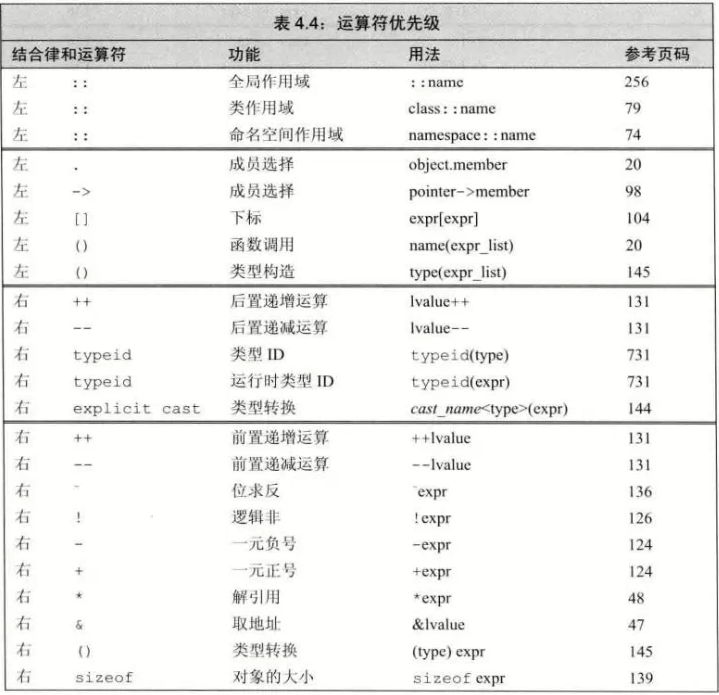 表 4.4：运算符优先级
结合律和运算符 功能 用法 参考页码
左 :: 全局作用域 ::name 256
左 :: 类作用域 class::name 79
左 :: 命名空间作用域 namespace::name 74
左 . 成员选择 object.member 20
左 -> 成员选择 pointer->member 98
左 [] 下标 expr[expr] 104
左 () 函数调用 name(expr_list) 20
左 () 类型构造 type(expr_list) 145
右 ++ 后置递增运算 lvalue++ 131
右 -- 后置递减运算 lvalue-- 131
右 typeid 类型 ID typeid(type) 731
右 typeid 运行时类型 ID typeid(expr) 731
右 explicit cast 类型转换 cast_name<type>(expr) 144
右 ++ 前置递增运算 ++lvalue 131
右 -- 前置递减运算 --lvalue 131
右 ~ 位求反 ~expr 136
右 ! 逻辑非 !expr 126
右 - 一元负号 -expr 124
右 + 一元正号 +expr 124
右 * 解引用 *expr 48
右 & 取地址 &lvalue 47
右 () 类型转换 (type) expr 145
右 sizeof 对象的大小 sizeof expr 139